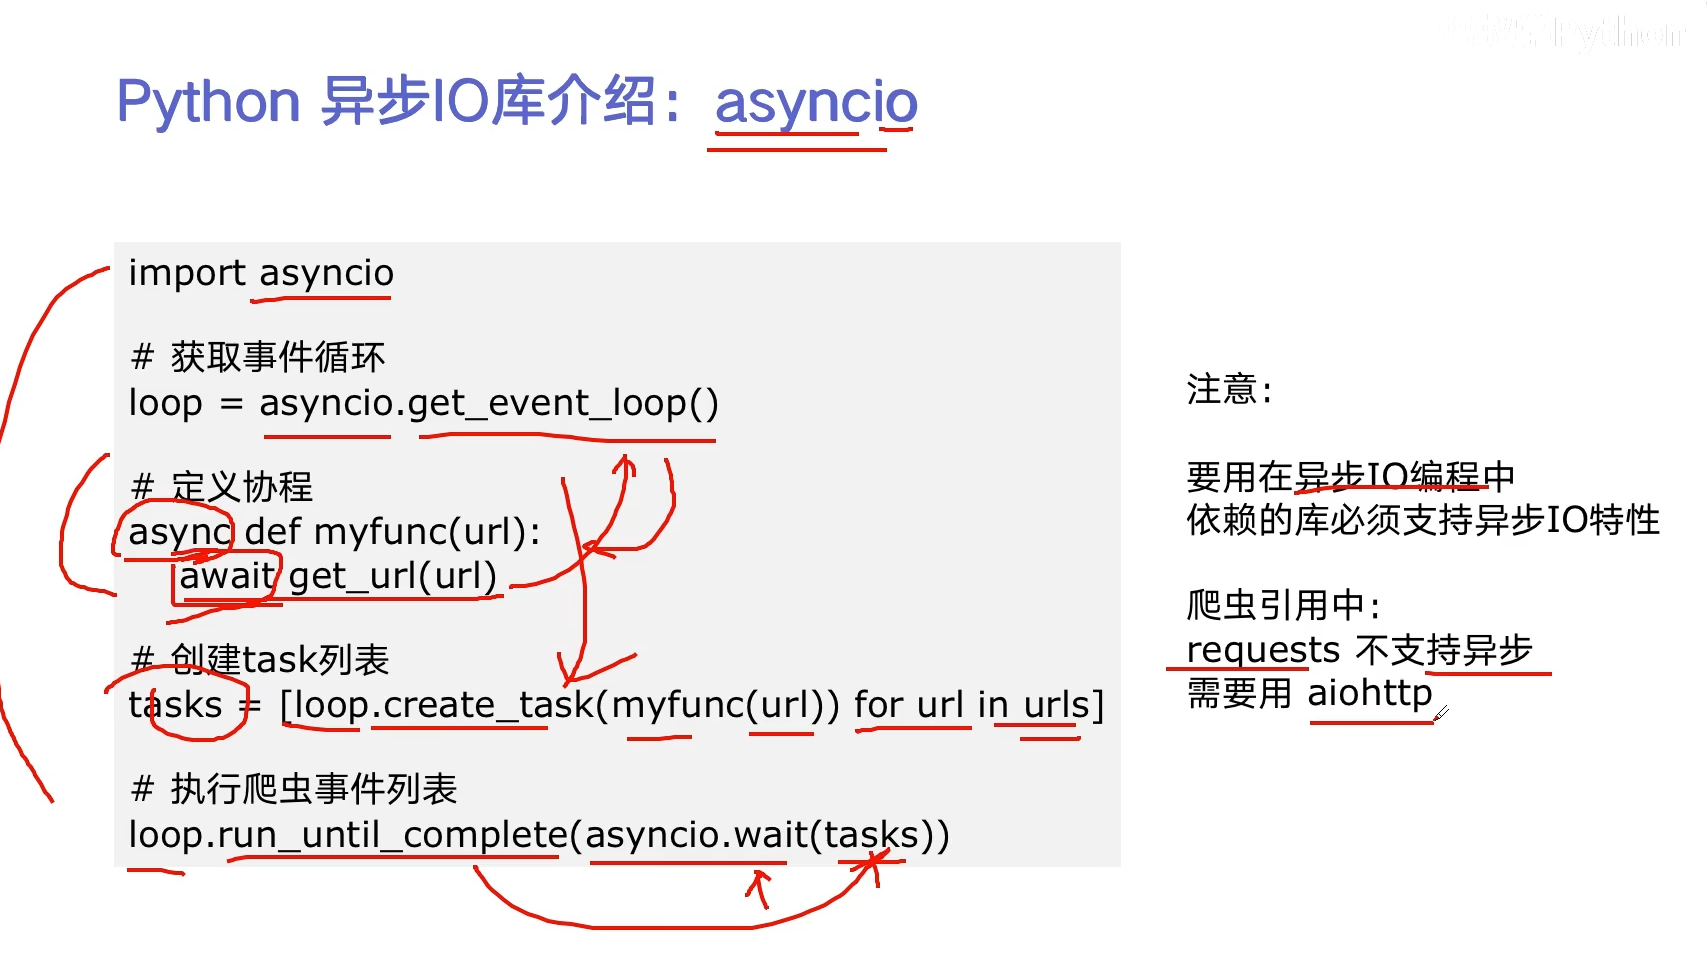 Python
Python 异步IO库介绍：asyncio
import asyncio
# 获取事件循环
loop = asyncio.get_event_loop()
# 定义协程
async def myfunc(url):
await get_url(url)
# 创建task列表
tasks = [loop.create_task(myfunc(url)) for url in urls]
# 执行爬虫事件列表
loop.run_until_complete(asyncio.wait(tasks))
注意：
要用在异步IO编程中
依赖的库必须支持异步IO特性
爬虫引用中：
requests 不支持异步
需要用 aiohttp